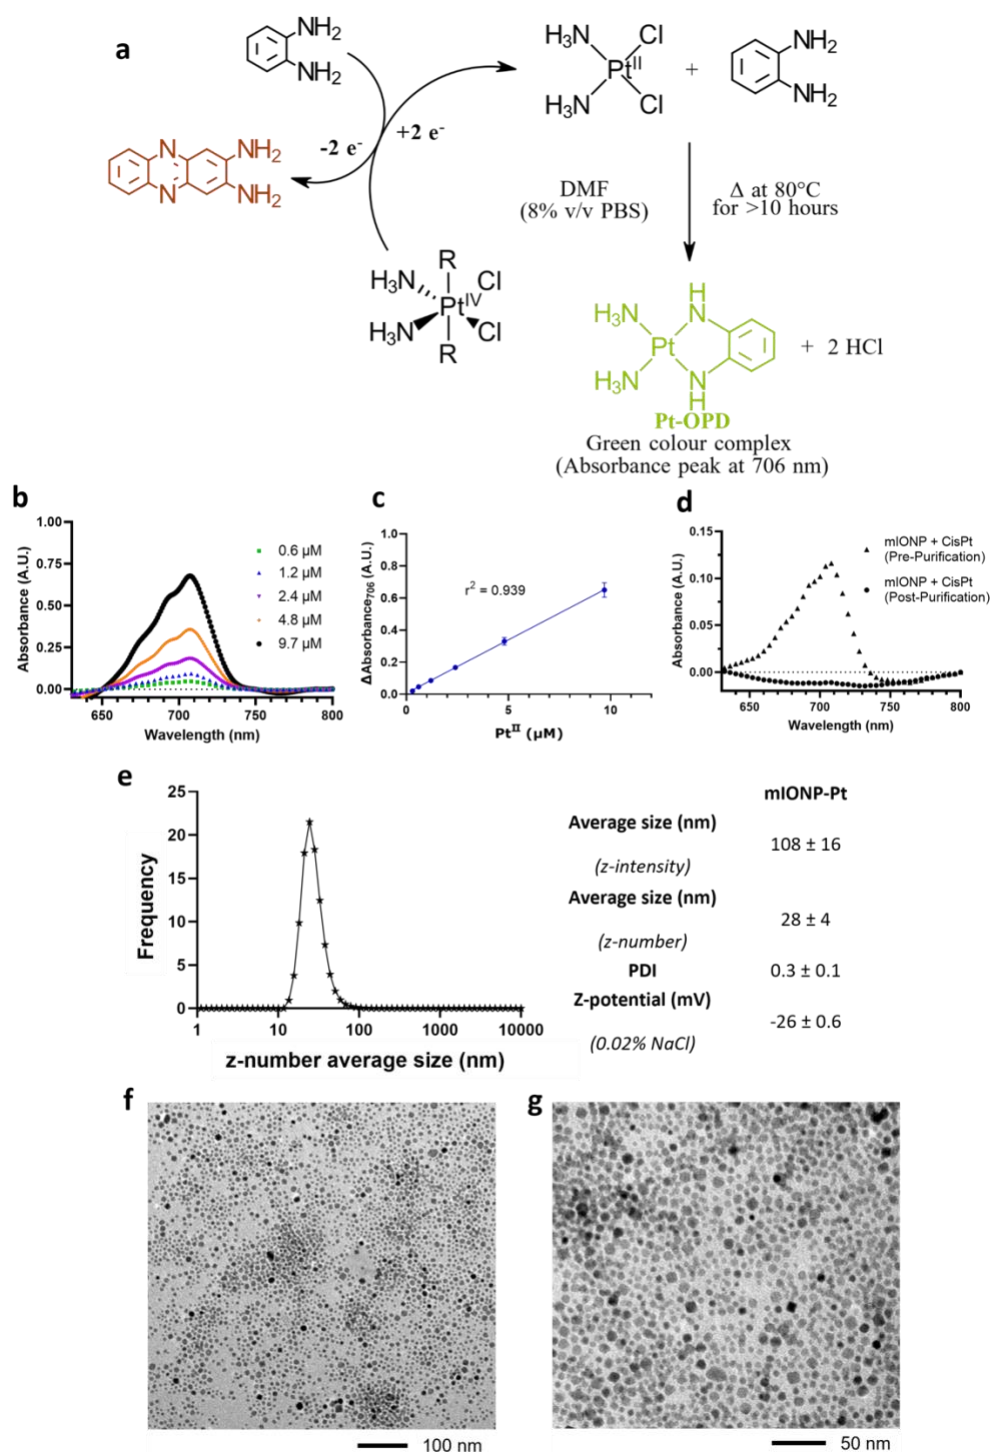 a
NH2
NH2
H3N
Cl
PtII
H3N
Cl
+
NH2
NH2
-2 e-
+2 e-
N
N
NH2
NH2
DMF
(8% v/v PBS)
Δ at 80°C
for >10 hours
R
H3N
Cl
PtIV
H3N
Cl
R
H3N
H
N
Pt
H3N
N
H
+ 2 HCl
Pt-OPD
Green colour complex
(Absorbance peak at 706 nm)
b
Absorbance (A.U.)
1.00
0.75
0.50
0.25
0.00
650
700
750
800
Wavelength (nm)
0.6 µM
1.2 µM
2.4 µM
4.8 µM
9.7 µM
c
ΔAbsorbance706 (A.U.)
1.0
0.8
0.6
0.4
0.2
0.0
0
5
10
r2 = 0.939
PtII (µM)
d
Absorbance (A.U.)
0.15
0.10
0.05
0.00
650
700
750
800
Wavelength (nm)
mIONP + CisPt
(Pre-Purification)
mIONP + CisPt
(Post-Purification)
e
Frequency
25
20
15
10
5
0
1
10
100
1000
10000
z-number average size (nm)
mIONP-Pt
Average size (nm)
(z-intensity)
108 ± 16
Average size (nm)
(z-number)
28 ± 4
PDI
0.3 ± 0.1
Z-potential (mV)
(0.02% NaCl)
-26 ± 0.6
f
100 nm
g
50 nm